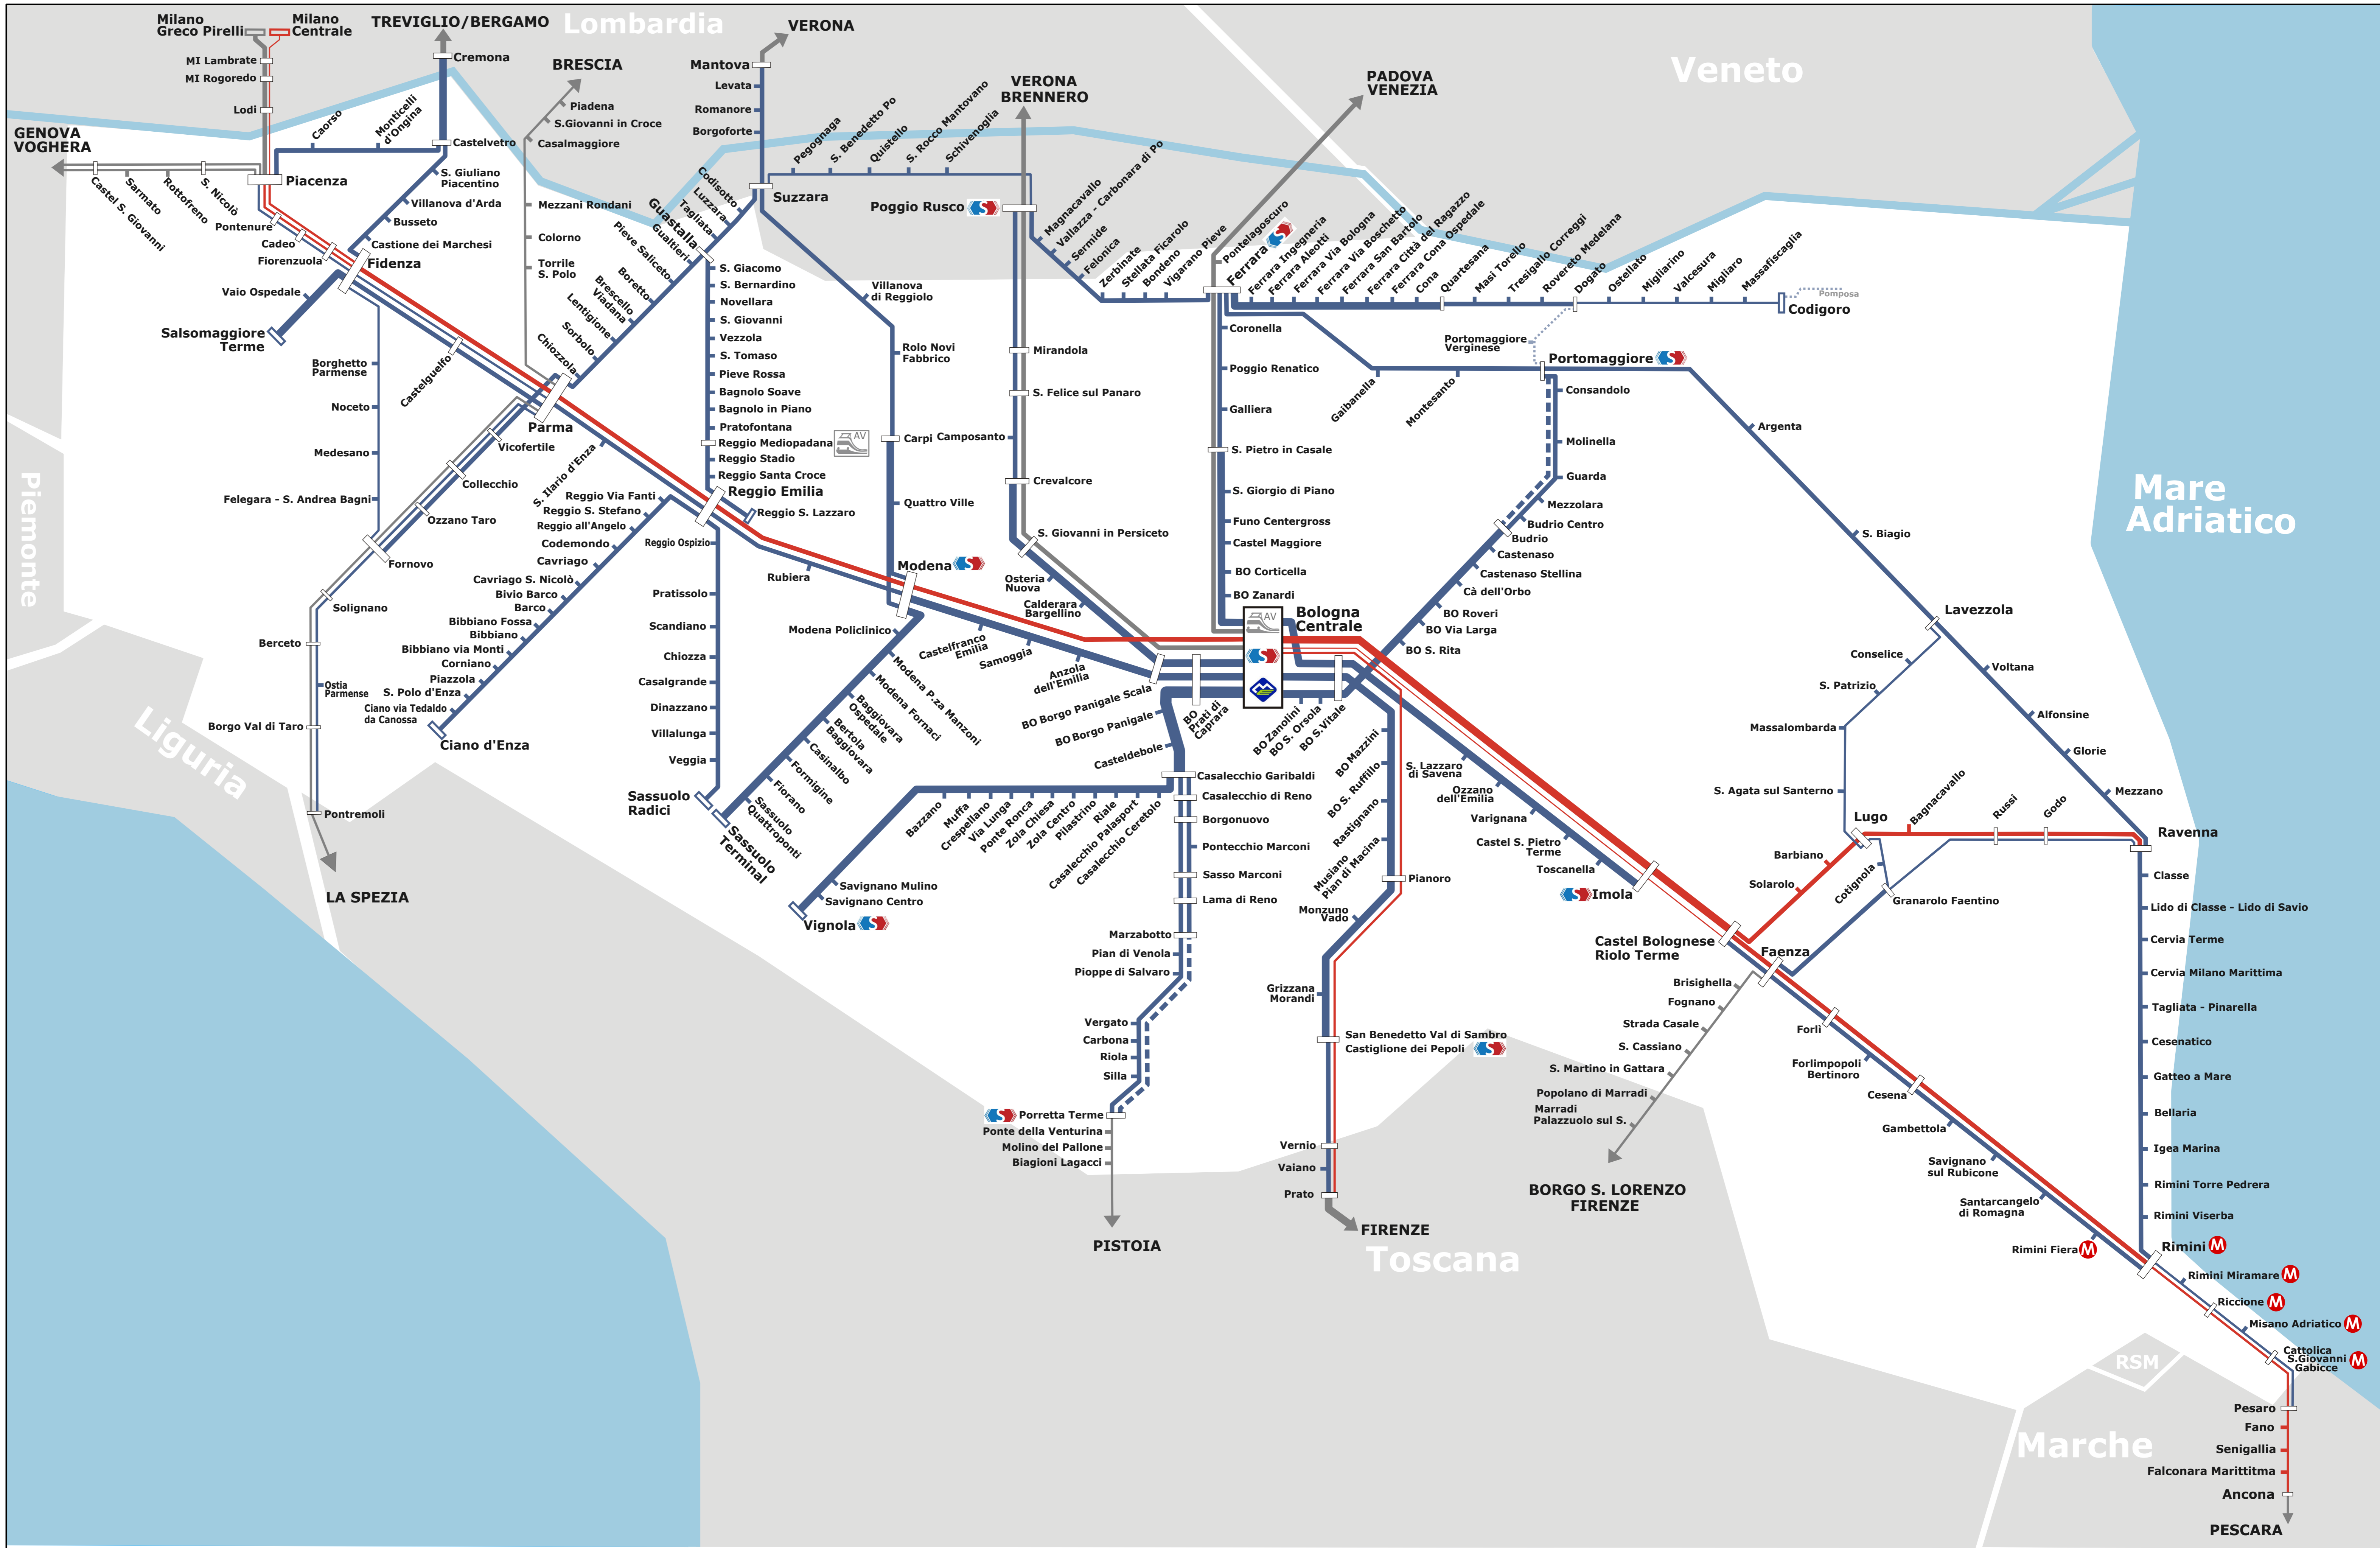 Milano
Greco Pirelli
Milano
Centrale
MI Lambrate
MI Rogoredo
Lodi
TREVIGLIO/BERGAMO
Cremona
Lombardia
BRESCIA
Piadena
S.Giovanni in Croce
Casalmaggiore
VERONA
Mantova
Levata
Romanore
Borgoforte
VERONA
BRENNERO
PADOVA
VENEZIA
Veneto
GENOVA
VOGHERA
Castel S. Giovanni
Sarmato
Rottofreno
S. Nicolò
Piacenza
Caorso
Monticelli
d'Ongina
Castelvetro
S. Giuliano
Piacentino
Villanova d'Arda
Busseto
Castione dei Marchesi
Pontenure
Cadeo
Fiorenzuola
Fidenza
Vaio Ospedale
Salsomaggiore
Terme
Mezzani Rondani
Colorno
Torrile
S. Polo
Codisotto
Luzzara
Tagliata
Guastalla
Gualtieri
Pieve Saliceto
Boretto
Brescello
Viadana
Lentigione
Sorbolo
Chiozzola
Suzzara
Pegognaga
S. Benedetto Po
Quistello
S. Rocco Mantovano
Schivenoglia
Poggio Rusco
Magnacavallo
Vallazza - Carbonara di Po
Sermide
Felonica
Zerbinate
Stellata Ficarolo
Bondeno
Vigarano Pieve
Pontelagoscuro
Ferrara
Ferrara Ingegneria
Ferrara Aleotti
Ferrara Via Bologna
Ferrara Via Boschetto
Ferrara San Bartolo
Ferrara Città del Ragazzo
Ferrara Cona Ospedale
Cona
Quartesana
Masi Torello
Tresigallo Correggi
Rovereto Medelana
Dogato
Ostellato
Migliarino
Valcesura
Migliaro
Massafiscaglia
Pomposa
Codigoro
Portomaggiore
Verginese
Portomaggiore
Gaibanella
Montesanto
Consandolo
Molinella
Guarda
Mezzolara
Budrio Centro
Budrio
Castenaso
Castenaso Stellina
Cà dell'Orbo
BO Roveri
BO Via Larga
BO S. Rita
Argenta
S. Biagio
Lavezzola
Voltana
Alfonsine
Glorie
Mezzano
Ravenna
Mare
Adriatico
S. Giacomo
S. Bernardino
Novellara
S. Giovanni
Vezzola
S. Tomaso
Pieve Rossa
Bagnolo Soave
Bagnolo in Piano
Pratofontana
Reggio Mediopadana
AV
Reggio Stadio
Reggio Santa Croce
Reggio Emilia
Reggio S. Lazzaro
Villanova
di Reggiolo
Rolo Novi
Fabbrico
Carpi
Quattro Ville
Modena
Mirandola
S. Felice sul Panaro
Camposanto
Crevalcore
S. Giovanni in Persiceto
Osteria
Nuova
Calderara
Bargellino
Coronella
Poggio Renatico
Galliera
S. Pietro in Casale
S. Giorgio di Piano
Funo Centergross
Castel Maggiore
BO Corticella
BO Zanardi
AV
Bologna
Centrale
Borghetto
Parmense
Noceto
Medesano
Felegara - S. Andrea Bagni
Castelguelfo
Parma
Vicofertile
Collecchio
Ozzano Taro
Fornovo
Solignano
Berceto
Ostia
Parmense
Borgo Val di Taro
Pontremoli
LA SPEZIA
Piemonte
Liguria
S. Ilario d'Enza
Reggio Via Fanti
Reggio S. Stefano
Reggio all'Angelo
Codemondo
Cavriago
Cavriago S. Nicolò
Bivio Barco
Barco
Bibbiano Fossa
Bibbiano
Bibbiano via Monti
Corniano
Piazzola
S. Polo d'Enza
Ciano via Tedaldo
da Canossa
Ciano d'Enza
Reggio Ospizio
Pratissolo
Scandiano
Chiozza
Casalgrande
Dinazzano
Villalunga
Veggia
Sassuolo
Radici
Rubiera
Modena Policlinico
Modena P.za Manzoni
Modena Fornaci
Baggiovara
Ospedale
Bertola
Baggiovara
Casinalbo
Formigine
Fiorano
Sassuolo
Quattroponti
Sassuolo
Terminal
Castelfranco
Emilia
Samoggia
Anzola
dell'Emilia
BO Borgo Panigale Scala
BO Borgo Panigale
Casteldebole
BO
Prati di
Caprara
BO Zanolini
BO S. Orsola
BO S.Vitale
Casalecchio Garibaldi
Casalecchio di Reno
Borgonuovo
Pontecchio Marconi
Sasso Marconi
Lama di Reno
Marzabotto
Pian di Venola
Pioppe di Salvaro
Vergato
Carbona
Riola
Silla
Porretta Terme
Ponte della Venturina
Molino del Pallone
Biagioni Lagacci
PISTOIA
Bazzano
Muffa
Crespellano
Via Lunga
Ponte Ronca
Zola Chiesa
Zola Centro
Pilastrino
Riale
Casalecchio Palasport
Casalecchio Ceretolo
Savignano Mulino
Savignano Centro
Vignola
BO Mazzini
BO S. Ruffillo
Rastignano
Musiano
Pian di Macina
Pianoro
Monzuno
Vado
Grizzana
Morandi
San Benedetto Val di Sambro
Castiglione dei Pepoli
Vernio
Vaiano
Prato
FIRENZE
Toscana
S. Lazzaro
di Savena
Ozzano
dell'Emilia
Varignana
Castel S. Pietro
Terme
Toscanella
Imola
Castel Bolognese
Riolo Terme
Faenza
Brisighella
Fognano
Strada Casale
S. Cassiano
S. Martino in Gattara
Popolano di Marradi
Marradi
Palazzuolo sul S.
BORGO S. LORENZO
FIRENZE
Conselice
S. Patrizio
Massalombarda
S. Agata sul Santerno
Lugo
Bagnacavallo
Russi
Godo
Barbiano
Solarolo
Cotignola
Granarolo Faentino
Forlì
Forlimpopoli
Bertinoro
Cesena
Gambettola
Savignano
sul Rubicone
Santarcangelo
di Romagna
Rimini Fiera M
Classe
Lido di Classe - Lido di Savio
Cervia Terme
Cervia Milano Marittima
Tagliata - Pinarella
Cesenatico
Gatteo a Mare
Bellaria
Igea Marina
Rimini Torre Pedrera
Rimini Viserba
Rimini M
Rimini Miramare M
Riccione M
Misano Adriatico M
Cattolica
S.Giovanni M
Gabicce
RSM
Marche
Pesaro
Fano
Senigallia
Falconara Marittitma
Ancona
PESCARA